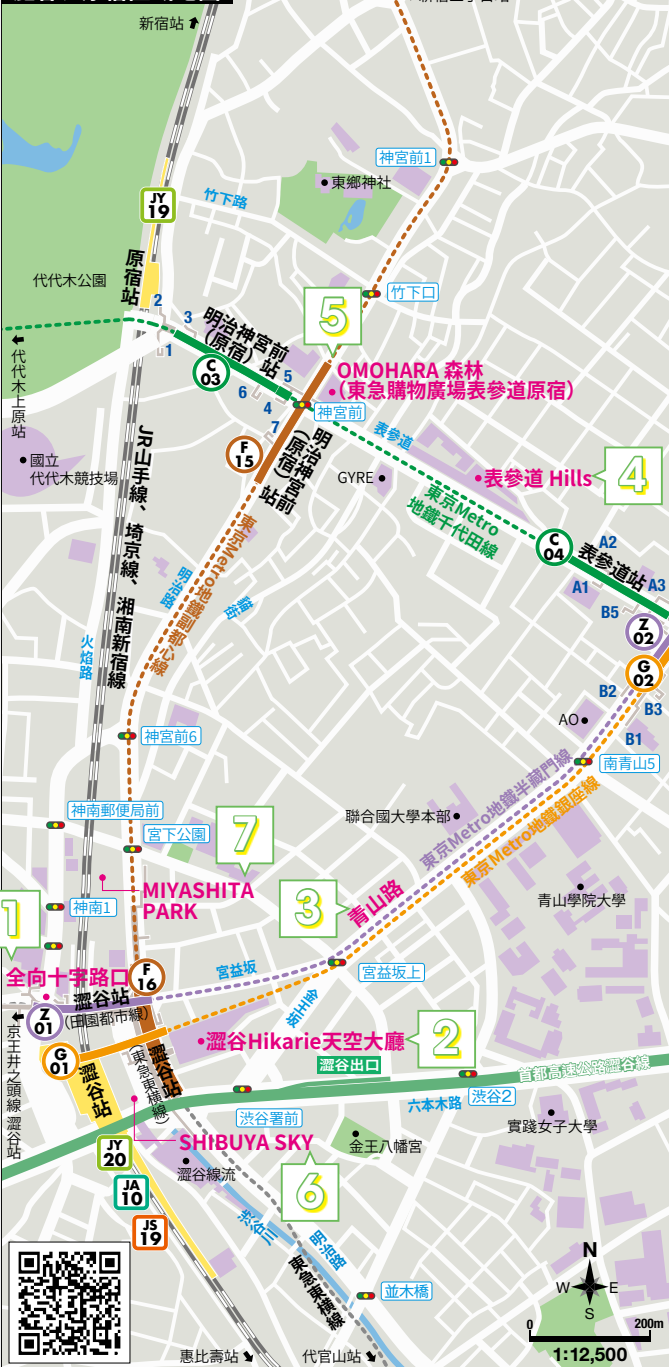 新宿站
神宮前1
東鄉神社
竹下路
JY
19
原宿站
代代木公園
竹下口
5
2
3
1
明治神宮前
（原宿）站
C
03
5
6
4
7
OMOHARA 森林
（東急購物廣場表參道原宿）
神宮前
代代木上原站
國立
代代木競技場
F
15
明治神宮前
（原宿）站
表參道
GYRE
表參道 Hills
4
東京Metro
地鐵千代田線
JR山手線、埼京線、湘南新宿線
東京Metro地鐵副都心線
明治路
貓街
火焰路
C
04
A2
表參道站
A1
A3
B5
Z
02
G
02
B2
B3
AO
B1
南青山5
神宮前6
神南郵便局前
宮下公園
7
聯合國大學本部
東京Metro地鐵半藏門線
東京Metro地鐵銀座線
MIYASHITA
PARK
神南1
3
青山路
青山學院大學
1
全向十字路口
F
16
宮益坂
宮益坂上
澀谷站
（田園都市線）
Z
01
金王坂
京王井之頭線 澀谷站
G
01
澀谷站
澀谷站
（東急東橫線）
澀谷Hikarie天空大廳
2
澀谷出口
首都高速公路澀谷線
渋谷署前
六本木路
渋谷2
實踐女子大學
SHIBUYA SKY
金王八幡宮
JY
20
澀谷線流
JA
10
6
JS
19
渋谷川
明治路
東急東橫線
並木橋
N
W
E
S
0
200m
1:12,500
惠比壽站
代官山站